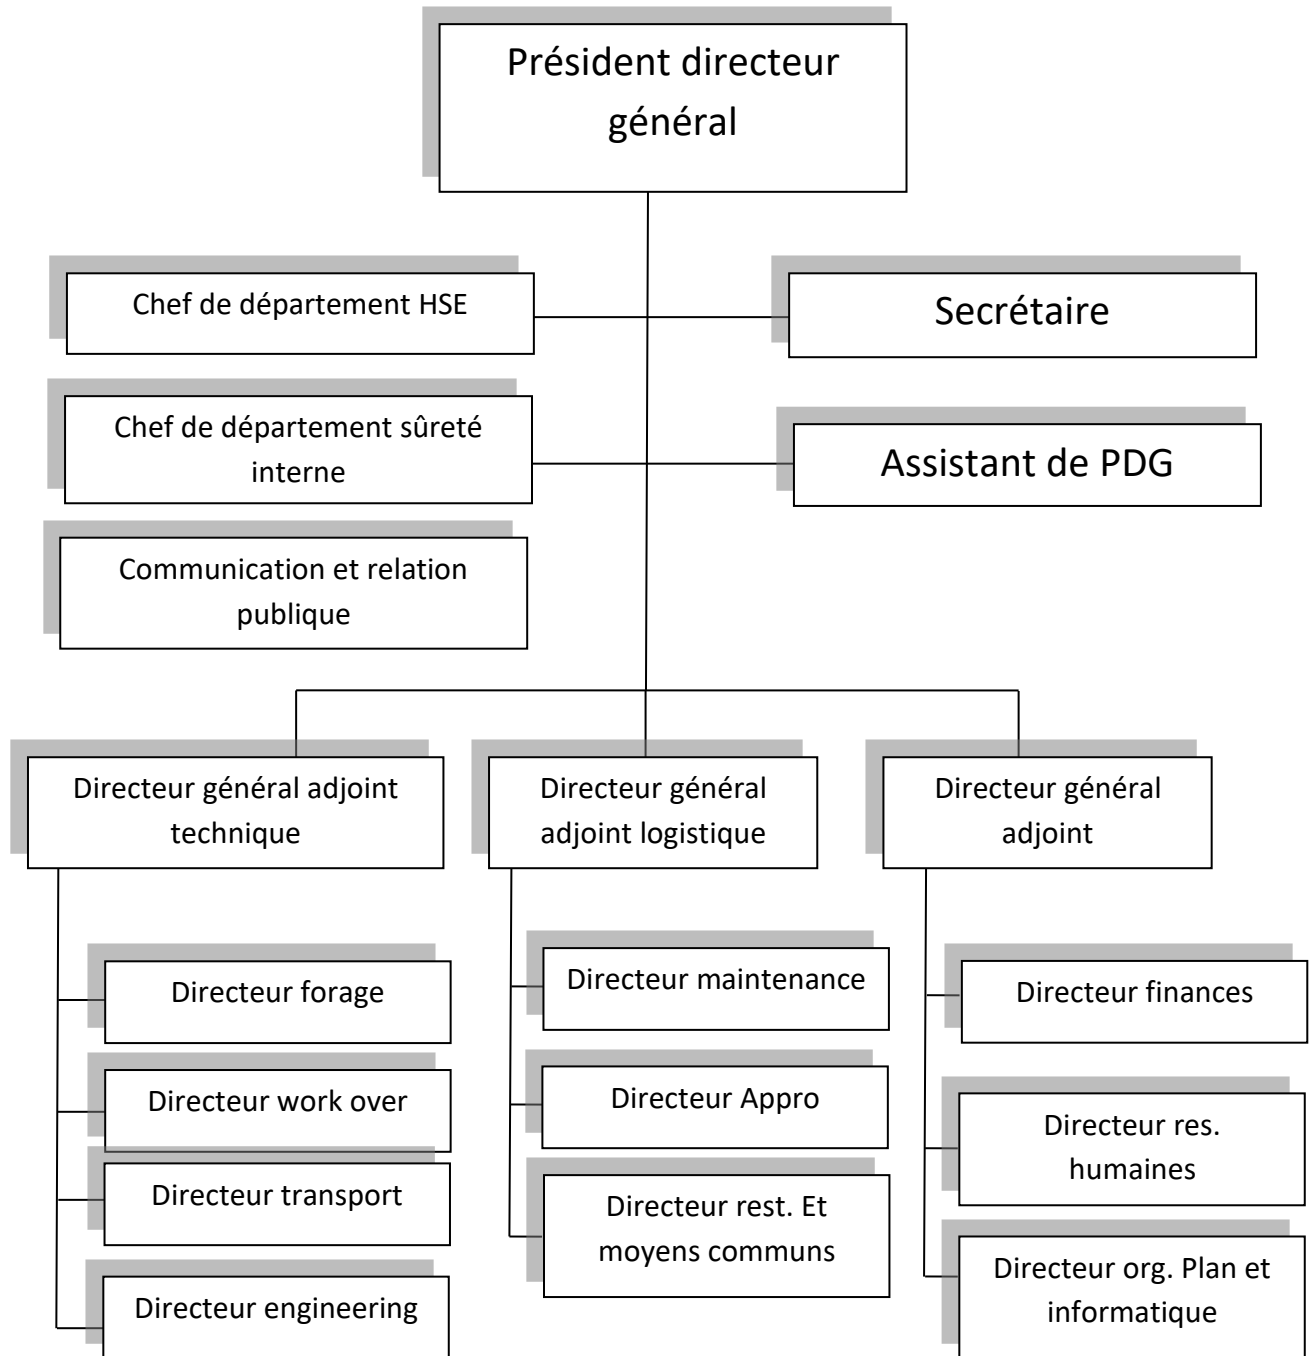 Président directeur
général
Chef de département HSE
Secrétaire
Chef de département sûreté
interne
Assistant de PDG
Communication et relation
publique
Directeur général adjoint
technique
Directeur général
adjoint logistique
Directeur général
adjoint
Directeur forage
Directeur work over
Directeur transport
Directeur engineering
Directeur maintenance
Directeur Appro
Directeur rest. Et
moyens communs
Directeur finances
Directeur res.
humaines
Directeur org. Plan et
informatique